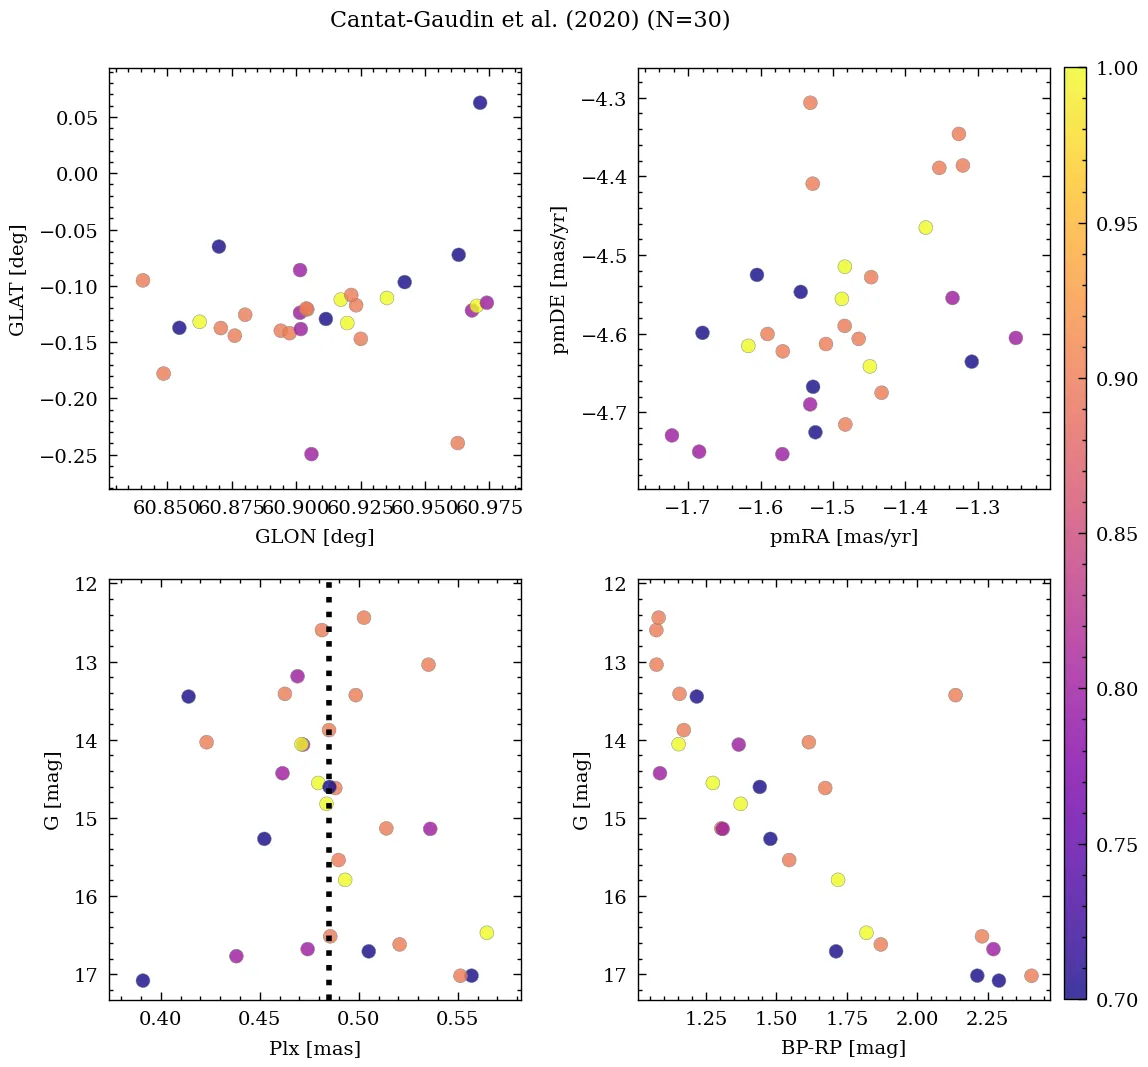 Cantat-Gaudin et al. (2020) (N=30)
0.05
0.00
−0.05
−0.10
−0.15
−0.20
−0.25
GLAT [deg]
60.850 60.875 60.900 60.925 60.950 60.975
GLON [deg]
−4.3
−4.4
−4.5
−4.6
−4.7
pmDE [mas/yr]
−1.7 −1.6 −1.5 −1.4 −1.3
pmRA [mas/yr]
12
13
14
15
16
17
G [mag]
0.40 0.45 0.50 0.55
Plx [mas]
12
13
14
15
16
17
G [mag]
1.25 1.50 1.75 2.00 2.25
BP-RP [mag]
1.00
0.95
0.90
0.85
0.80
0.75
0.70